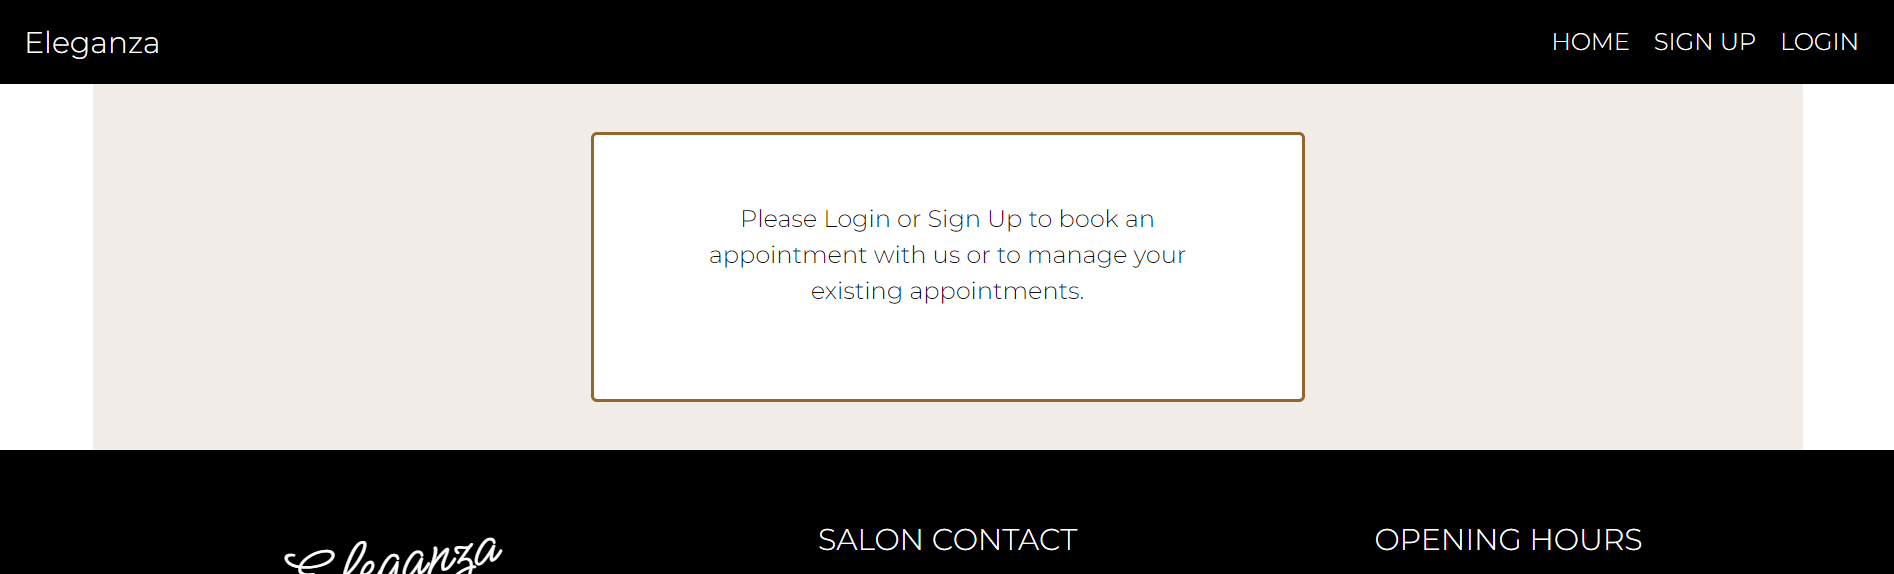 Eleganza
HOME SIGN UP LOGIN
Please Login or Sign Up to book an
appointment with us or to manage your
existing appointments.
Eleganza
SALON CONTACT
OPENING HOURS